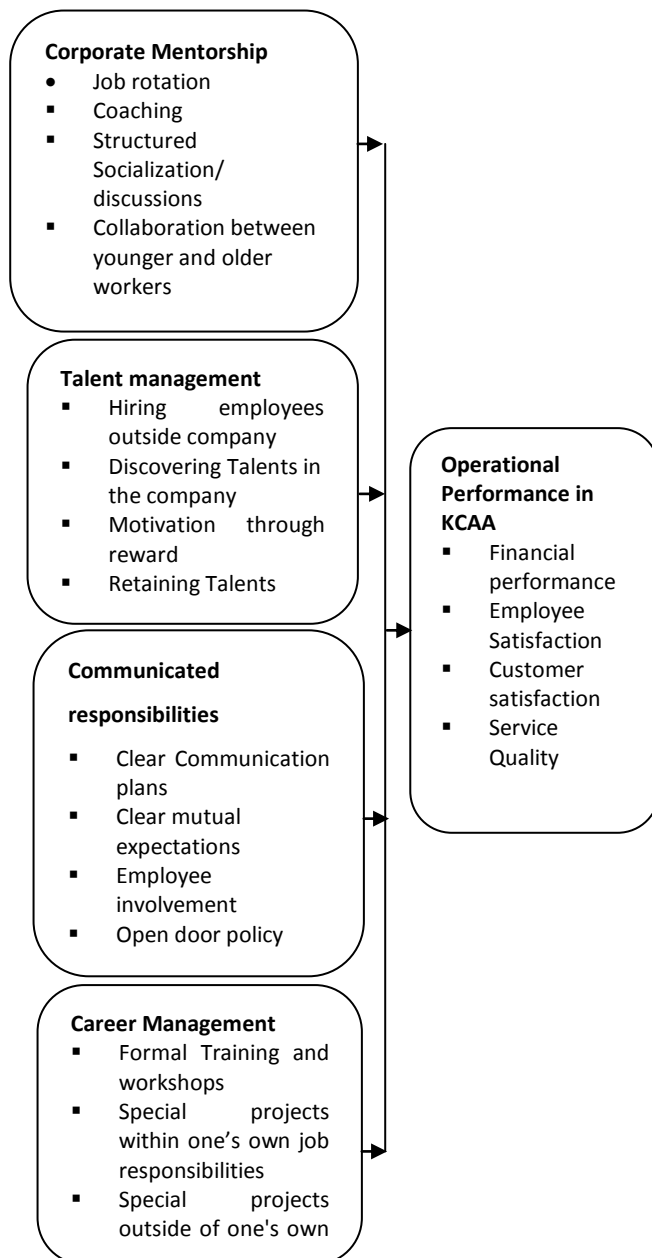 Corporate Mentorship
• Job rotation
▪ Coaching
▪ Structured
Socialization/
discussions
▪ Collaboration between
younger and older
workers
Talent management
▪ Hiring employees
outside company
▪ Discovering Talents in
the company
▪ Motivation through
reward
▪ Retaining Talents
Communicated
responsibilities
▪ Clear Communication
plans
▪ Clear mutual
expectations
▪ Employee
involvement
▪ Open door policy
Career Management
▪ Formal Training and
workshops
▪ Special projects
within one’s own job
responsibilities
▪ Special projects
outside of one's own
Operational
Performance in
KCAA
▪ Financial
performance
▪ Employee
Satisfaction
▪ Customer
satisfaction
▪ Service
Quality